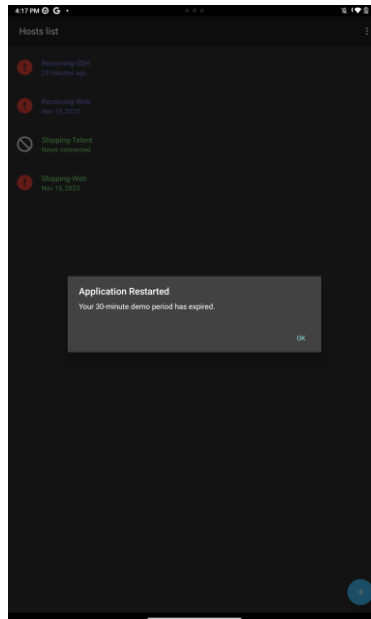 4:17 PM G
Hosts list
Receiving-SSH
29 minutes ago
Receiving-Web
Nov 15, 2023
Shipping-Telent
Never connected
Shipping-Web
Nov 15, 2023
Application Restarted
Your 30-minute demo period has expired.
OK